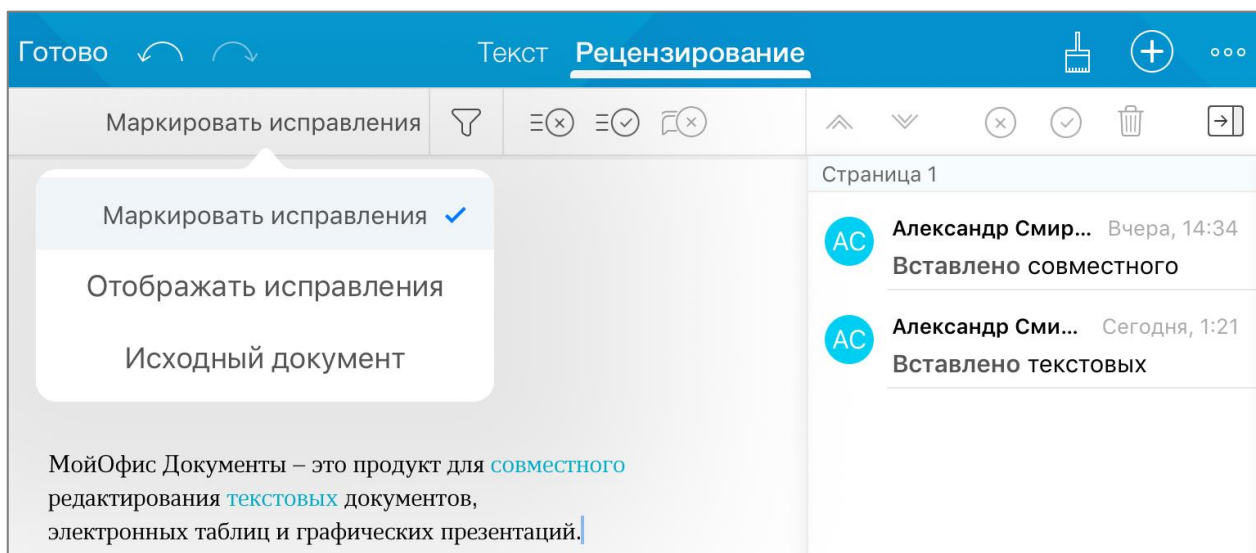 Готово
Текст Рецензирование
Маркировать исправления
Маркировать исправления
Отображать исправления
Исходный документ
МойОфис Документы – это продукт для совместного
редактирования текстовых документов,
электронных таблиц и графических презентаций.
Страница 1
АС
Александр Смир... Вчера, 14:34
Вставлено совместного
АС
Александр Сми... Сегодня, 1:21
Вставлено текстовых